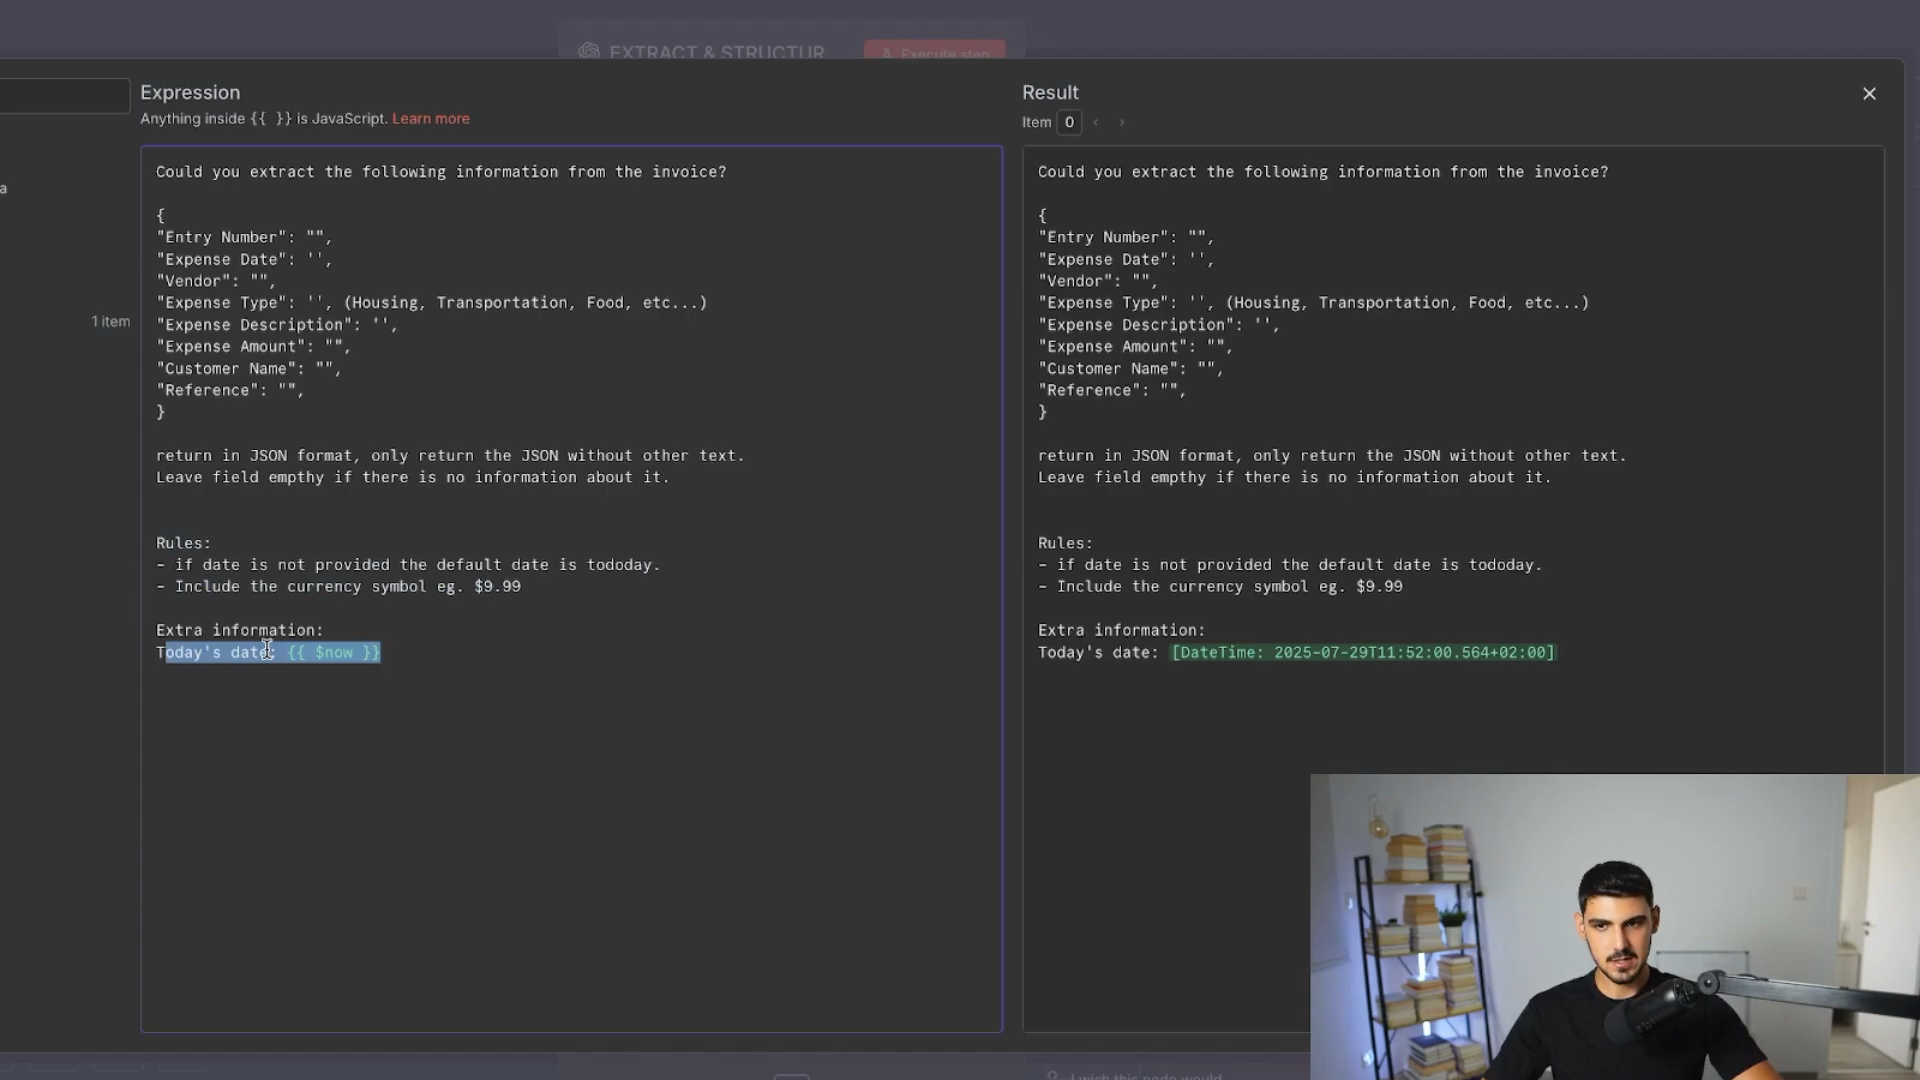 EXTRACT & STRUCTUR
Execute step
Expression
Anything inside {{ }} is JavaScript. Learn more
a
1 item
Could you extract the following information from the invoice?
{
"Entry Number": "",
"Expense Date": '',
"Vendor": "",
"Expense Type": '', (Housing, Transportation, Food, etc...)
"Expense Description": '',
"Expense Amount": "",
"Customer Name": "",
"Reference": "",
}
return in JSON format, only return the JSON without other text.
Leave field empthy if there is no information about it.
Rules:
- if date is not provided the default date is tododay.
- Include the currency symbol eg. $9.99
Extra information:
Today's date: {{ $now }}
Result
Item 0
Could you extract the following information from the invoice?
{
"Entry Number": "",
"Expense Date": '',
"Vendor": "",
"Expense Type": '', (Housing, Transportation, Food, etc...)
"Expense Description": '',
"Expense Amount": "",
"Customer Name": "",
"Reference": "",
}
return in JSON format, only return the JSON without other text.
Leave field empthy if there is no information about it.
Rules:
- if date is not provided the default date is tododay.
- Include the currency symbol eg. $9.99
Extra information:
Today's date: [DateTime: 2025-07-29T11:52:00.564+02:00]
I wish this node would